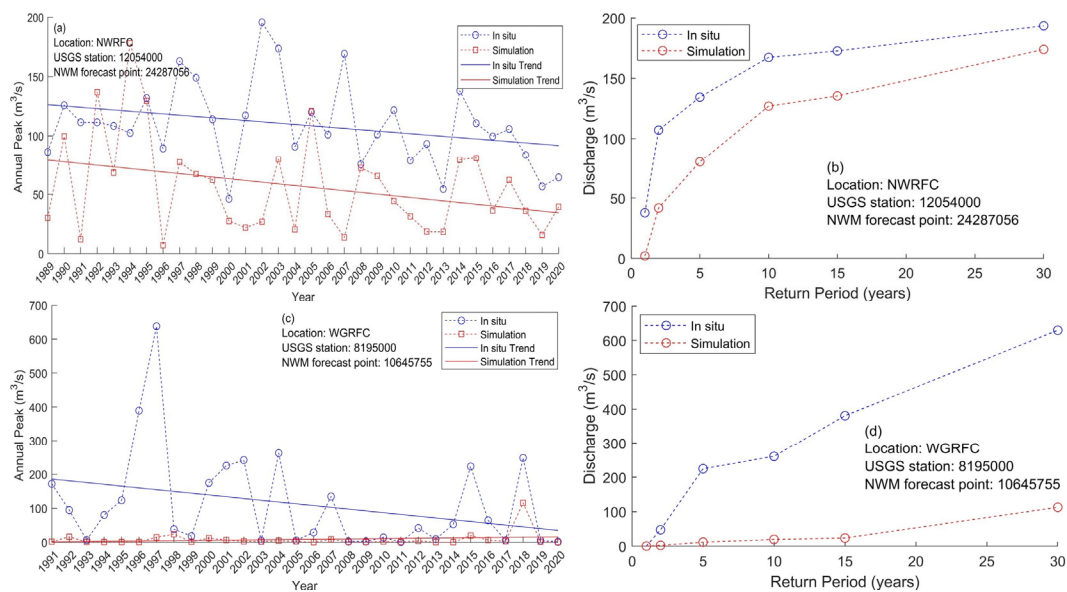 (a)
Location: NWRFC
USGS station: 12054000
NWM forecast point: 24287056
In situ
Simulation
In situ Trend
Simulation Trend
Annual Peak (m³/s)
200
150
100
50
0
1989 1990 1991 1992 1993 1994 1995 1996 1997 1998 1999 2000 2001 2002 2003 2004 2005 2006 2007 2008 2009 2010 2011 2012 2013 2014 2015 2016 2017 2018 2019 2020
Year
In situ
Simulation
Discharge (m³/s)
200
150
100
50
0
(b)
Location: NWRFC
USGS station: 12054000
NWM forecast point: 24287056
0 5 10 15 20 25 30
Return Period (years)
(c)
Location: WGRFC
USGS station: 8195000
NWM forecast point: 10645755
In situ
Simulation
In situ Trend
Simulation Trend
Annual Peak (m³/s)
700
600
500
400
300
200
100
0
1991 1992 1993 1994 1995 1996 1997 1998 1999 2000 2001 2002 2003 2004 2005 2006 2007 2008 2009 2010 2011 2012 2013 2014 2015 2016 2017 2018 2019 2020
Year
In situ
Simulation
Discharge (m³/s)
700
600
500
400
300
200
100
0
(d)
Location: WGRFC
USGS station: 8195000
NWM forecast point: 10645755
0 5 10 15 20 25 30
Return Period (years)